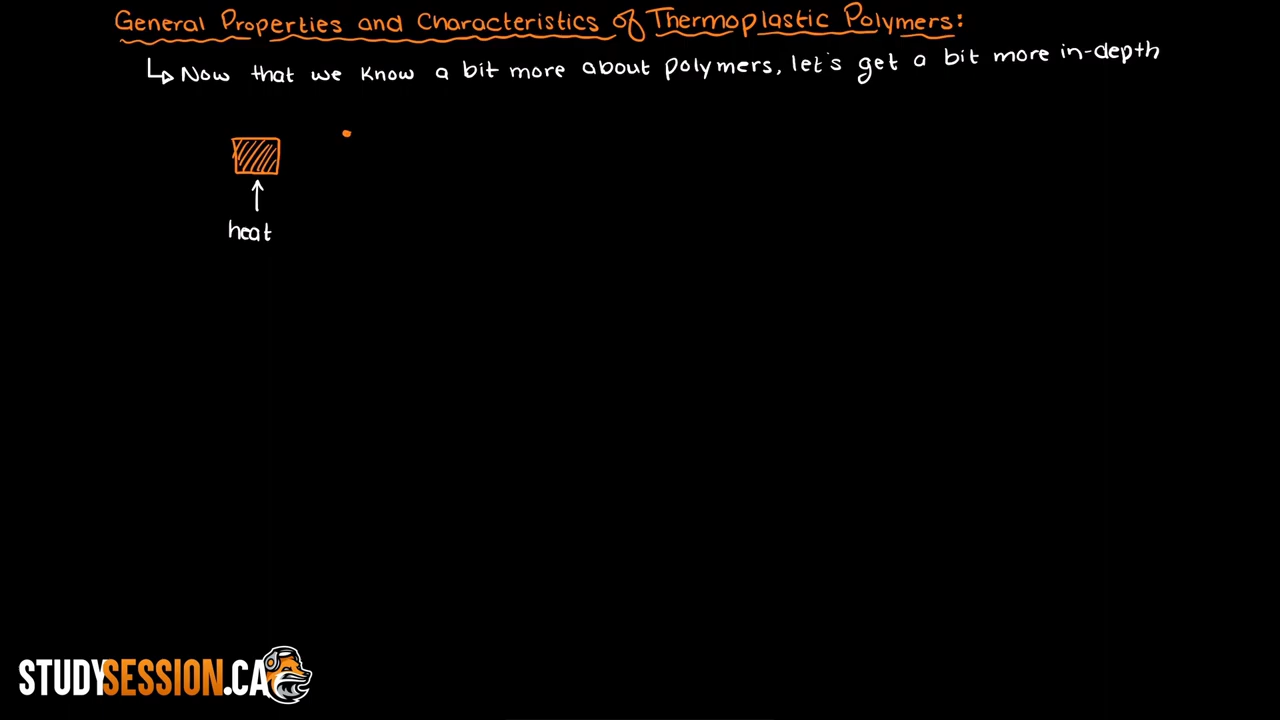 General Properties and Characteristics of Thermoplastic Polymers:
Now that we know a bit more about polymers, let's get a bit more in-depth
heat
STUDYSESSION.CA